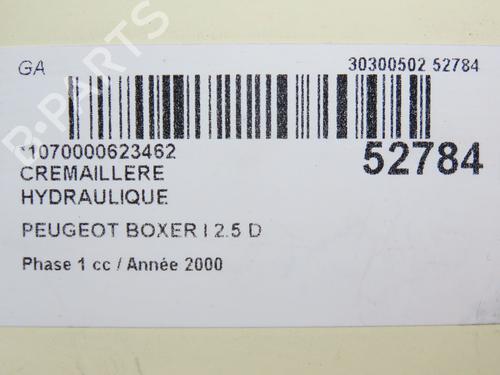 GA
30300502 52784
*1070000623462
52784
CREMAILLERE
HYDRAULIQUE
PEUGEOT BOXER I 2.5 D
Phase 1 cc / Année 2000
B-PARTS